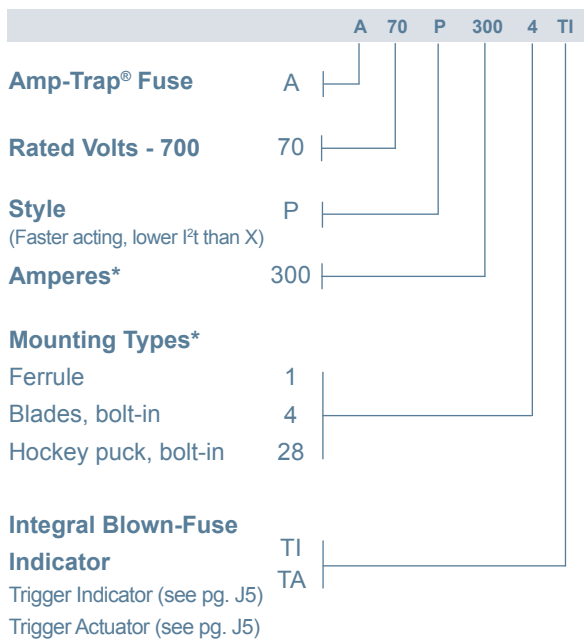 A 70 P 300 4 TI
Amp-Trap® Fuse A
Rated Volts - 700 70
Style P
(Faster acting, lower I²t than X)
Amperes* 300
Mounting Types*
Ferrule 1
Blades, bolt-in 4
Hockey puck, bolt-in 28
Integral Blown-Fuse
Indicator TI
TA
Trigger Indicator (see pg. J5)
Trigger Actuator (see pg. J5)